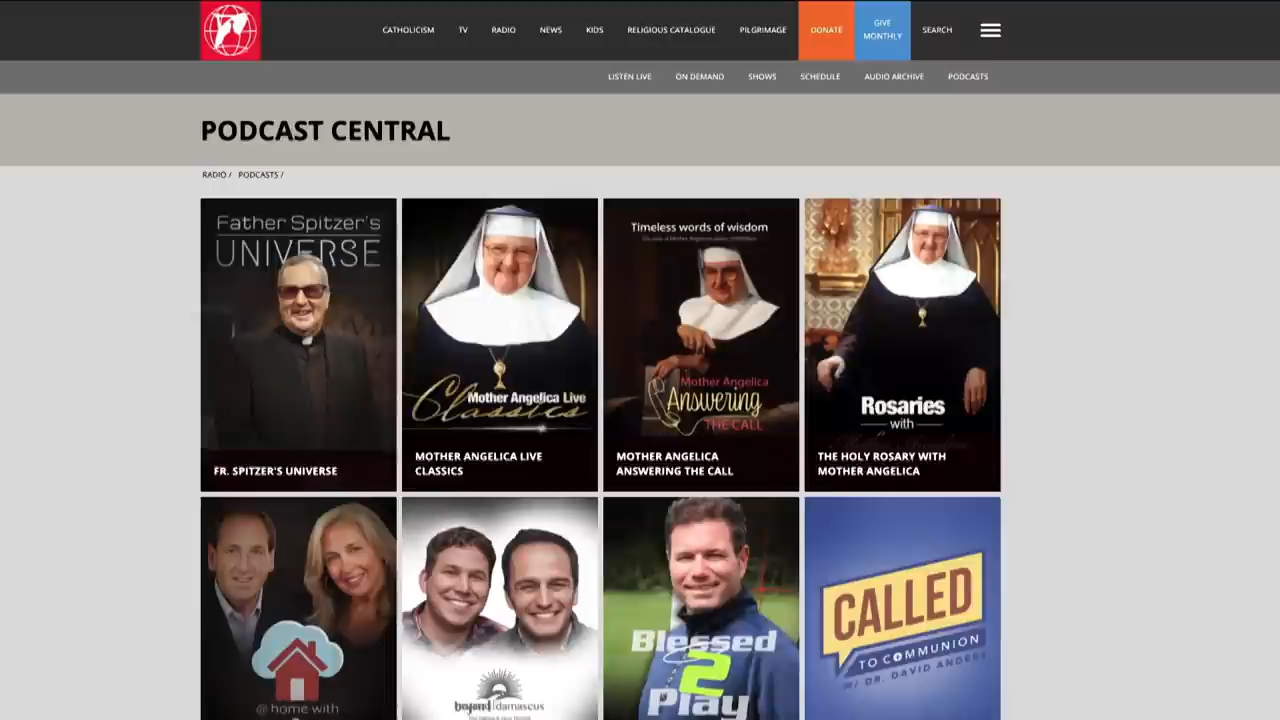 CATHOLICISM TV RADIO NEWS KIDS RELIGIOUS CATALOGUE PILGRIMAGE DONATE GIVE MONTHLY SEARCH
LISTEN LIVE ON DEMAND SHOWS SCHEDULE AUDIO ARCHIVE PODCASTS
PODCAST CENTRAL
RADIO / PODCASTS /
Father Spitzer's
UNIVERSE
FR. SPITZER'S UNIVERSE
Mother Angelica Live
Classics
MOTHER ANGELICA LIVE
CLASSICS
Timeless words of wisdom
Mother Angelica
Answering
THE CALL
MOTHER ANGELICA
ANSWERING THE CALL
Rosaries
with
THE HOLY ROSARY WITH
MOTHER ANGELICA
@ home with
beyond damascus
Blessed
2
Play
CALLED
TO COMMUNION
W/ DR. DAVID ANDERS